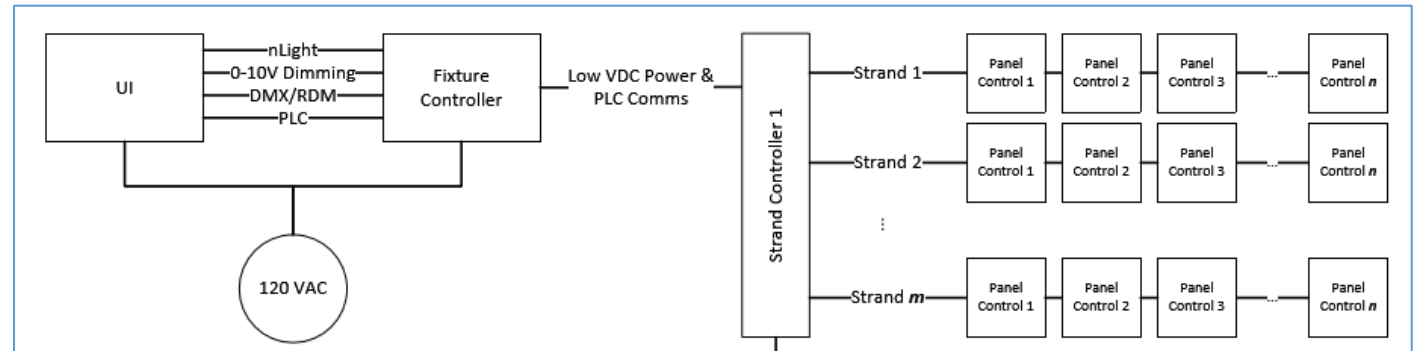 UI
nLight
0-10V Dimming
DMX/RDM
PLC
Fixture
Controller
Low VDC Power &
PLC Comms
120 VAC
Strand Controller 1
Strand 1
Panel
Control 1
Panel
Control 2
Panel
Control 3
...
Panel
Control n
Strand 2
Panel
Control 1
Panel
Control 2
Panel
Control 3
...
Panel
Control n
...
Strand m
Panel
Control 1
Panel
Control 2
Panel
Control 3
...
Panel
Control n